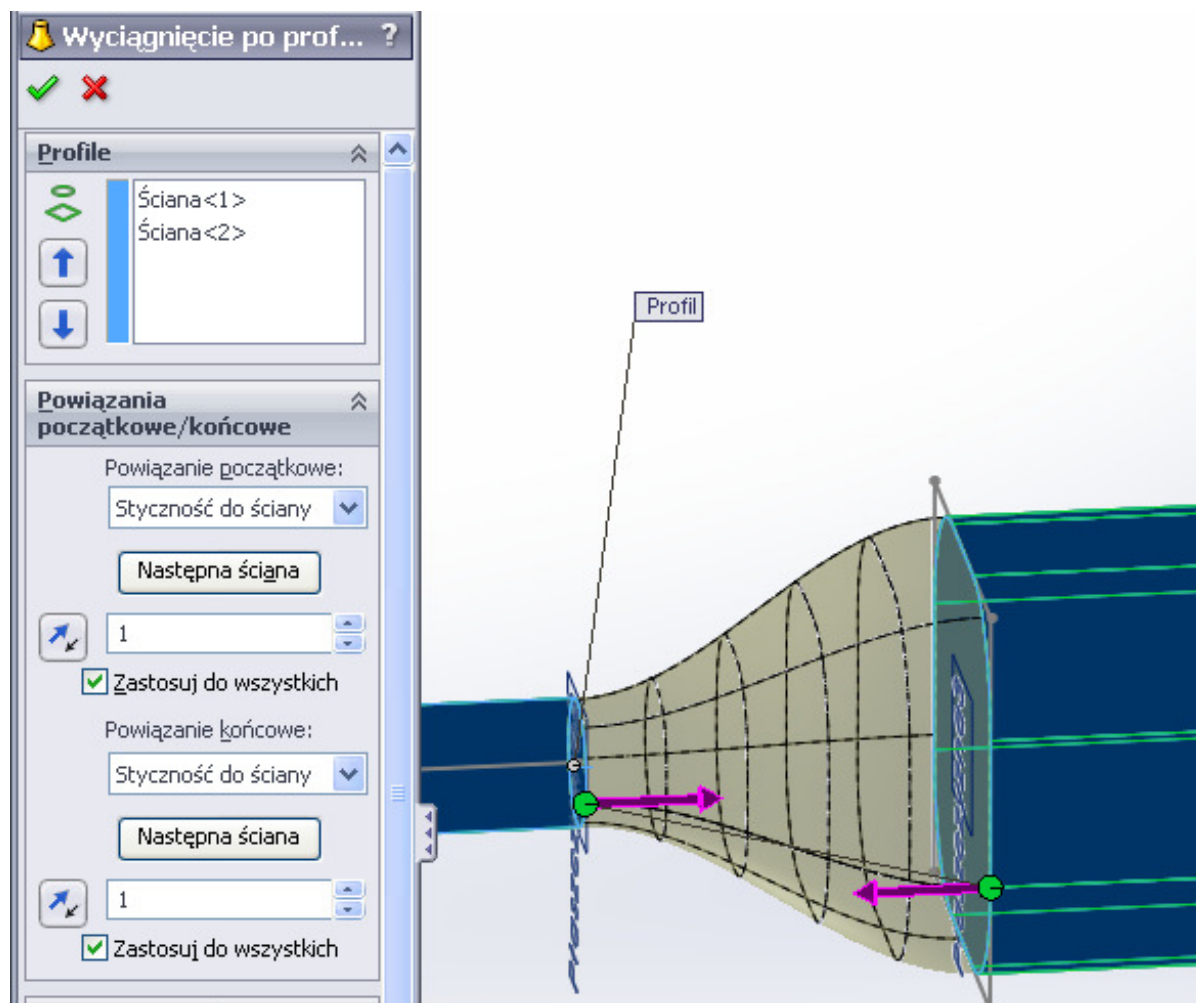 Wyciągnięcie po prof... ?
Profile
Ściana<1>
Ściana<2>
Powiązania
początkowe/końcowe
Powiązanie początkowe:
Styczność do ściany
Następna ściana
1
Zastosuj do wszystkich
Powiązanie końcowe:
Styczność do ściany
Następna ściana
1
Zastosuj do wszystkich
Profil